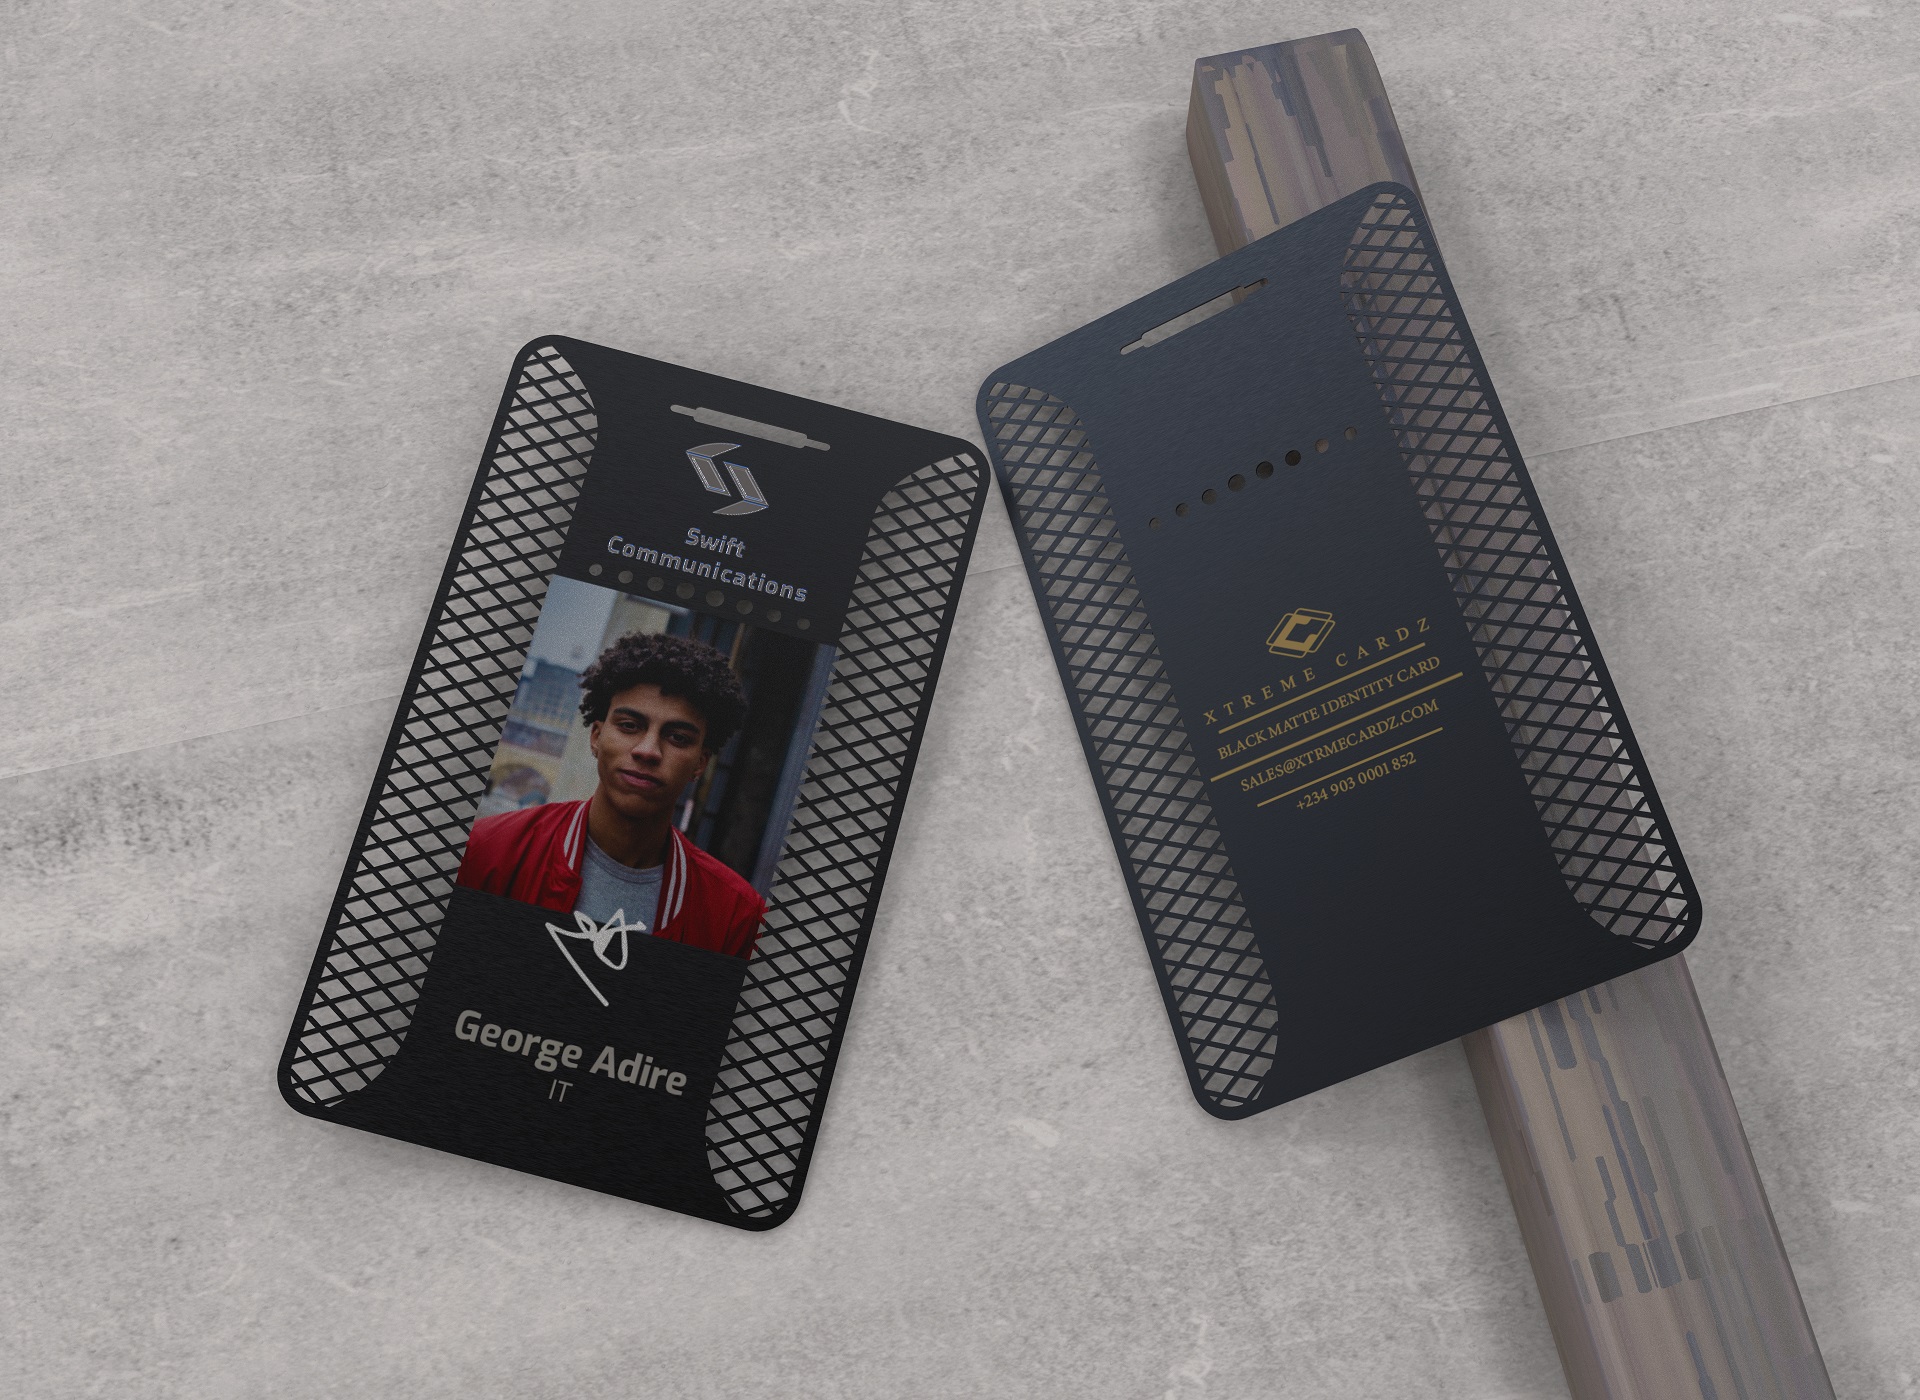 Swift
Communications
George Adire
IT
XTREME CARDZ
BLACK MATTE IDENTITY CARD
SALES@XTRMECARDZ.COM
+234 903 0001 852